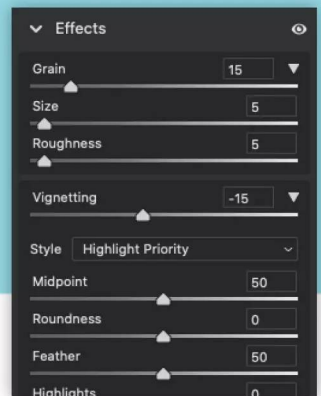 Effects
Grain 15
Size 5
Roughness 5
Vignetting -15
Style Highlight Priority
Midpoint 50
Roundness 0
Feather 50
Highlights 0